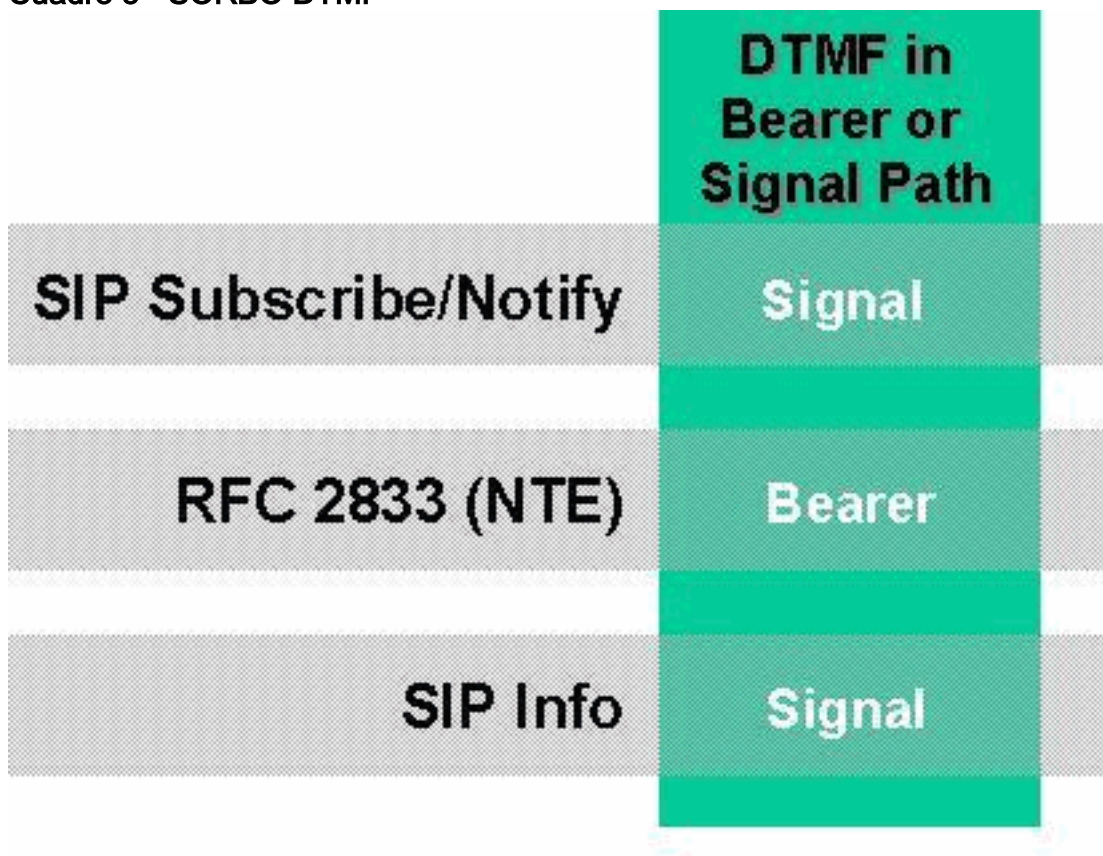 DTMF in
Bearer or
Signal Path
SIP Subscribe/Notify Signal
RFC 2833 (NTE) Bearer
SIP Info Signal